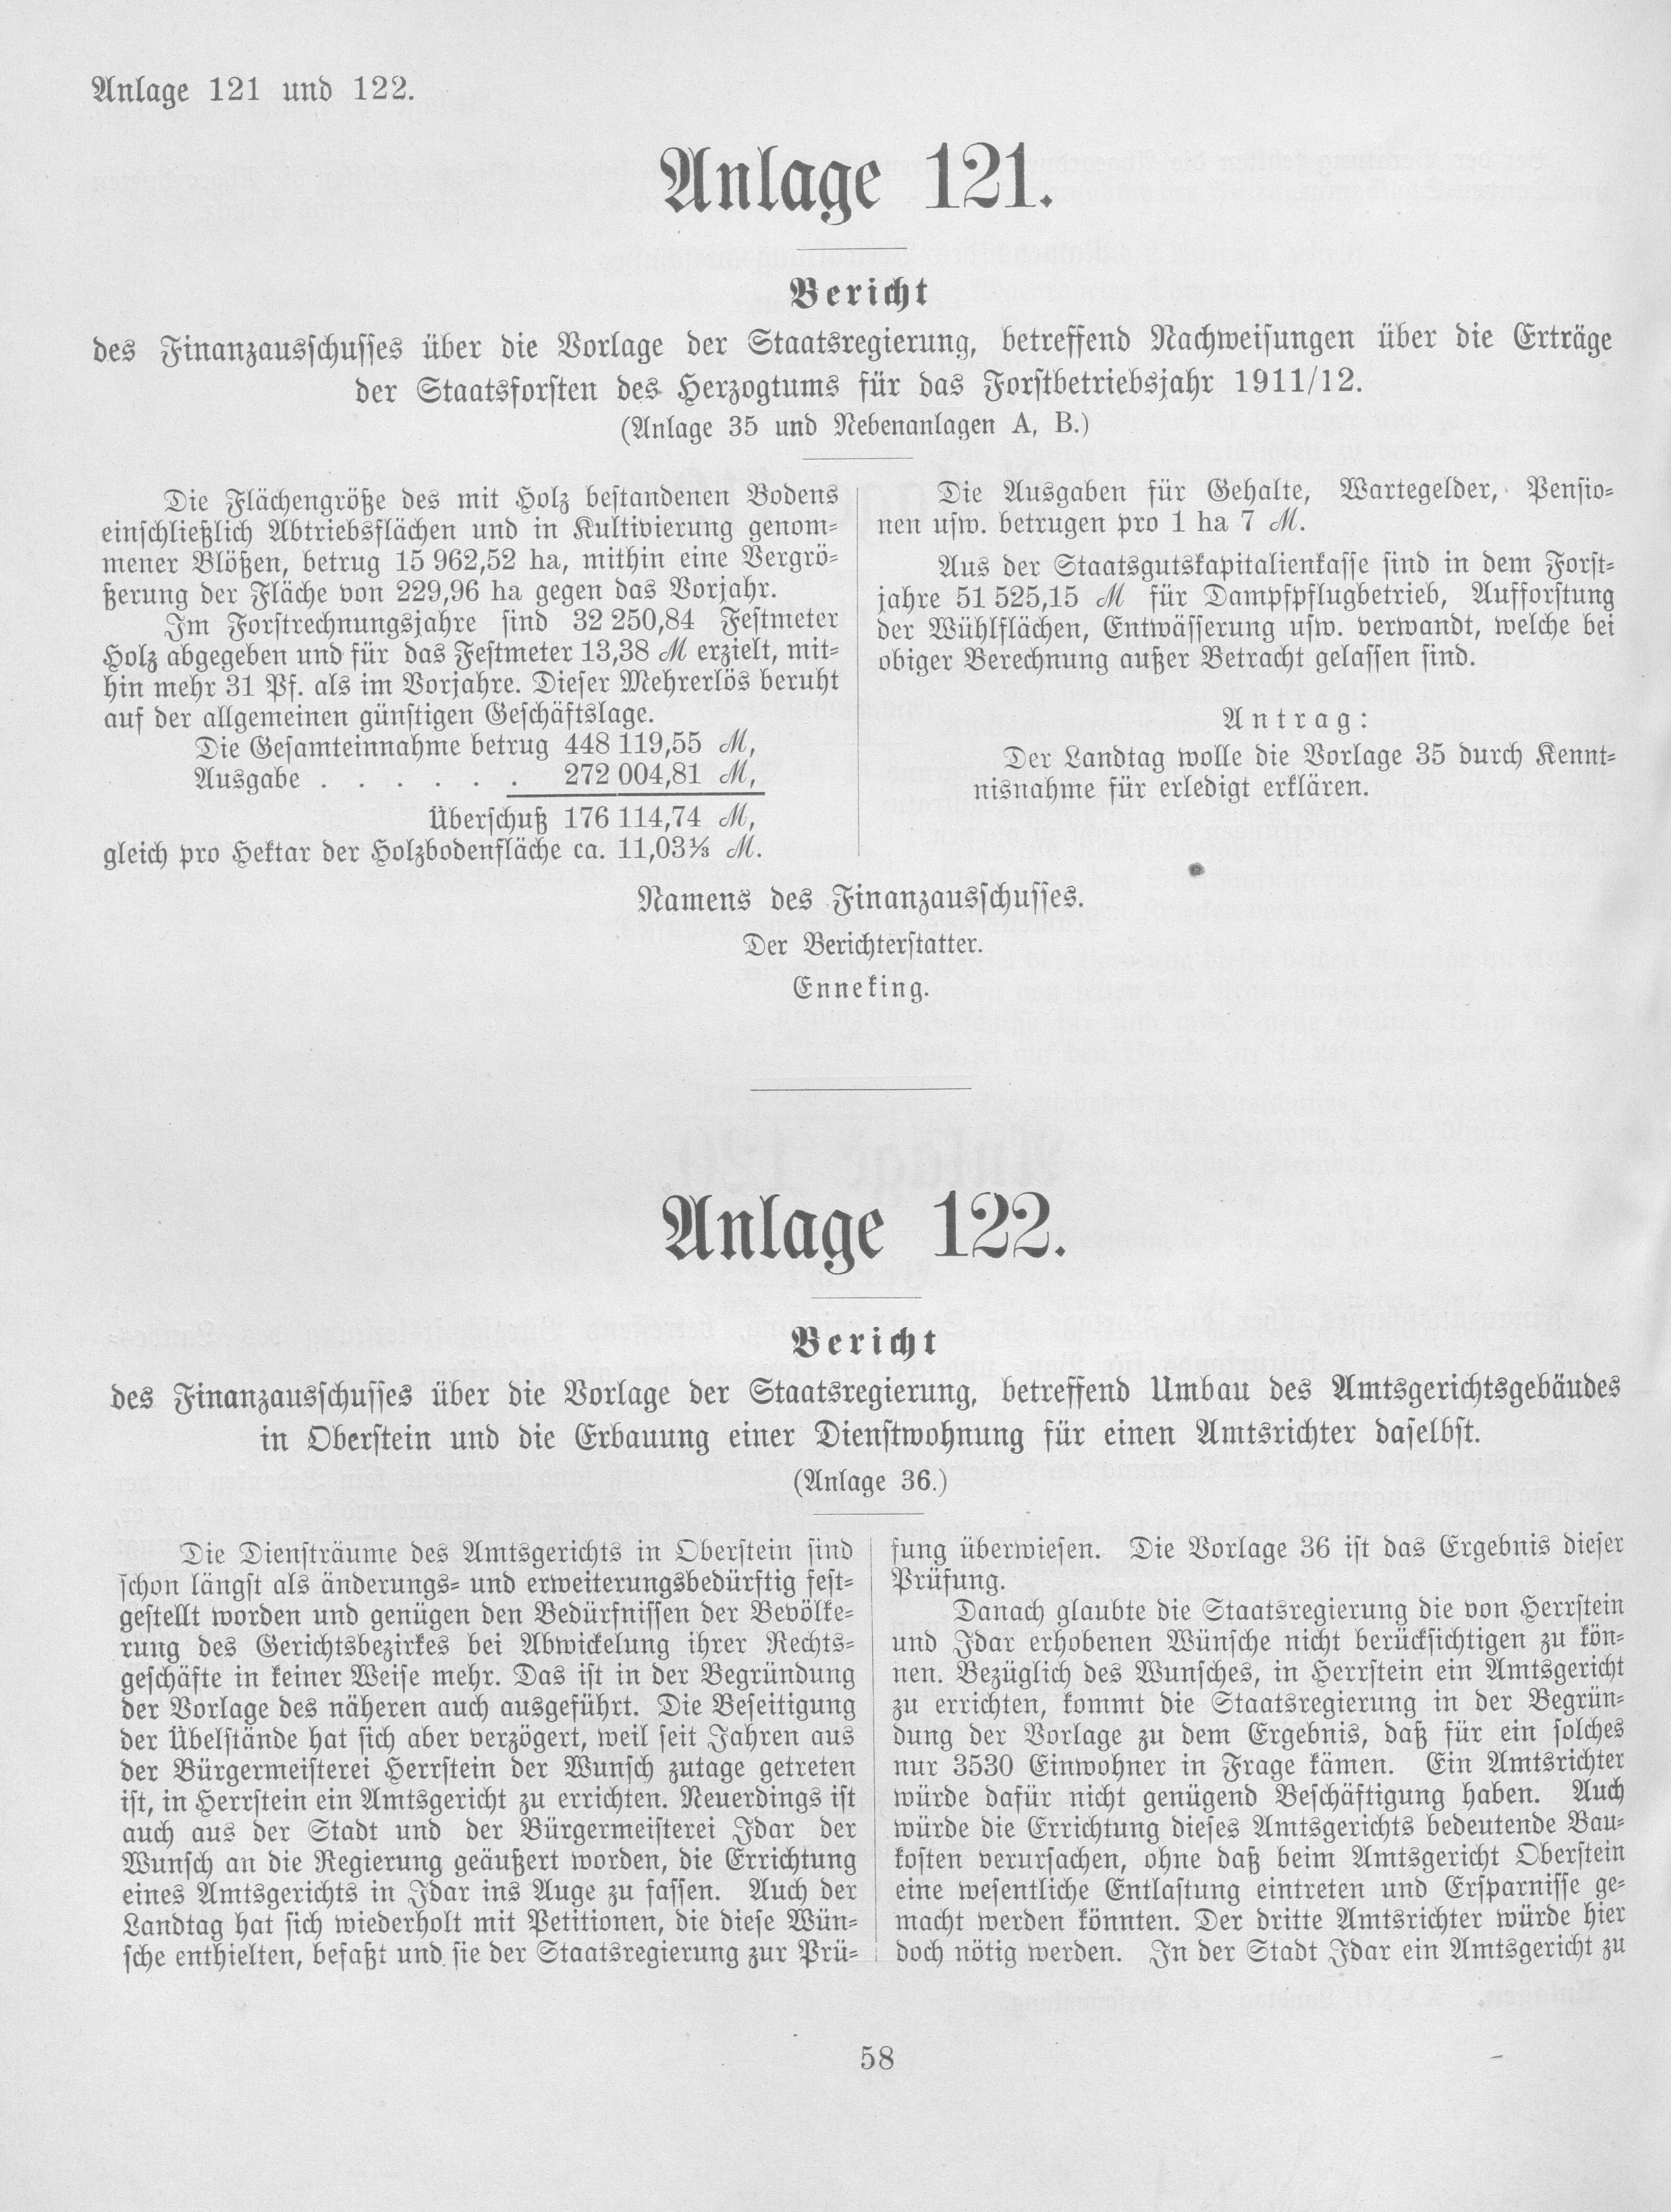 Anlage 121 und 122.
Anlage 121.
Bericht
des Finanzausschusses über die Vorlage der Staatsregierung, betreffend Nachweisungen über die Erträge
der Staatsforsten des Herzogtums für das Forstbetriebsjahr 1911/12.
(Anlage 35 und Nebenanlagen A, B.)
Die Flächengröße des mit Holz bestandenen Bodens
einschließlich Abtriebsflächen und in Kultivierung genom-
mener Blößen, betrug 15 962,52 ha, mithin eine Vergrö-
ßerung der Fläche von 229,96 ha gegen das Vorjahr.
Im Forstrechnungsjahre sind 32 250,84 Festmeter
Holz abgegeben und für das Festmeter 13,38 ℳ erzielt, mit-
hin mehr 31 Pf. als im Vorjahre. Dieser Mehrerlös beruht
auf der allgemeinen günstigen Geschäftslage.
Die Gesamteinnahme betrug 448 119,55 ℳ,
Ausgabe . . . . . . 272 004,81 ℳ,
Überschuß 176 114,74 ℳ,
gleich pro Hektar der Holzbodenfläche ca. 11,03⅓ ℳ.
Die Ausgaben für Gehalte, Wartegelder, Pensio-
nen usw. betrugen pro 1 ha 7 ℳ.
Aus der Staatsgutskapitalienkasse sind in dem Forst-
jahre 51 525,15 ℳ für Dampfpflugbetrieb, Aufforstung
der Wühlflächen, Entwässerung usw. verwandt, welche bei
obiger Berechnung außer Betracht gelassen sind.
Antrag:
Der Landtag wolle die Vorlage 35 durch Kennt-
nisnahme für erledigt erklären.
Namens des Finanzausschusses.
Der Berichterstatter.
Enneking.
Anlage 122.
Bericht
des Finanzausschusses über die Vorlage der Staatsregierung, betreffend Umbau des Amtsgerichtsgebäudes
in Oberstein und die Erbauung einer Dienstwohnung für einen Amtsrichter daselbst.
(Anlage 36.)
Die Diensträume des Amtsgerichts in Oberstein sind
schon längst als änderungs- und erweiterungsbedürftig fest-
gestellt worden und genügen den Bedürfnissen der Bevölke-
rung des Gerichtsbezirkes bei Abwickelung ihrer Rechts-
geschäfte in keiner Weise mehr. Das ist in der Begründung
der Vorlage des näheren auch ausgeführt. Die Beseitigung
der Übelstände hat sich aber verzögert, weil seit Jahren aus
der Bürgermeisterei Herrstein der Wunsch zutage getreten
ist, in Herrstein ein Amtsgericht zu errichten. Neuerdings ist
auch aus der Stadt und der Bürgermeisterei Idar der
Wunsch an die Regierung geäußert worden, die Errichtung
eines Amtsgerichts in Idar ins Auge zu fassen. Auch der
Landtag hat sich wiederholt mit Petitionen, die diese Wün-
sche enthielten, befaßt und sie der Staatsregierung zur Prü-
fung überwiesen. Die Vorlage 36 ist das Ergebnis dieser
Prüfung.
Danach glaubte die Staatsregierung die von Herrstein
und Idar erhobenen Wünsche nicht berücksichtigen zu kön-
nen. Bezüglich des Wunsches, in Herrstein ein Amtsgericht
zu errichten, kommt die Staatsregierung in der Begrün-
dung der Vorlage zu dem Ergebnis, daß für ein solches
nur 3530 Einwohner in Frage kämen. Ein Amtsrichter
würde dafür nicht genügend Beschäftigung haben. Auch
würde die Errichtung dieses Amtsgerichts bedeutende Bau-
kosten verursachen, ohne daß beim Amtsgericht Oberstein
eine wesentliche Entlastung eintreten und Ersparnisse ge-
macht werden könnten. Der dritte Amtsrichter würde hier
doch nötig werden. In der Stadt Idar ein Amtsgericht zu
58